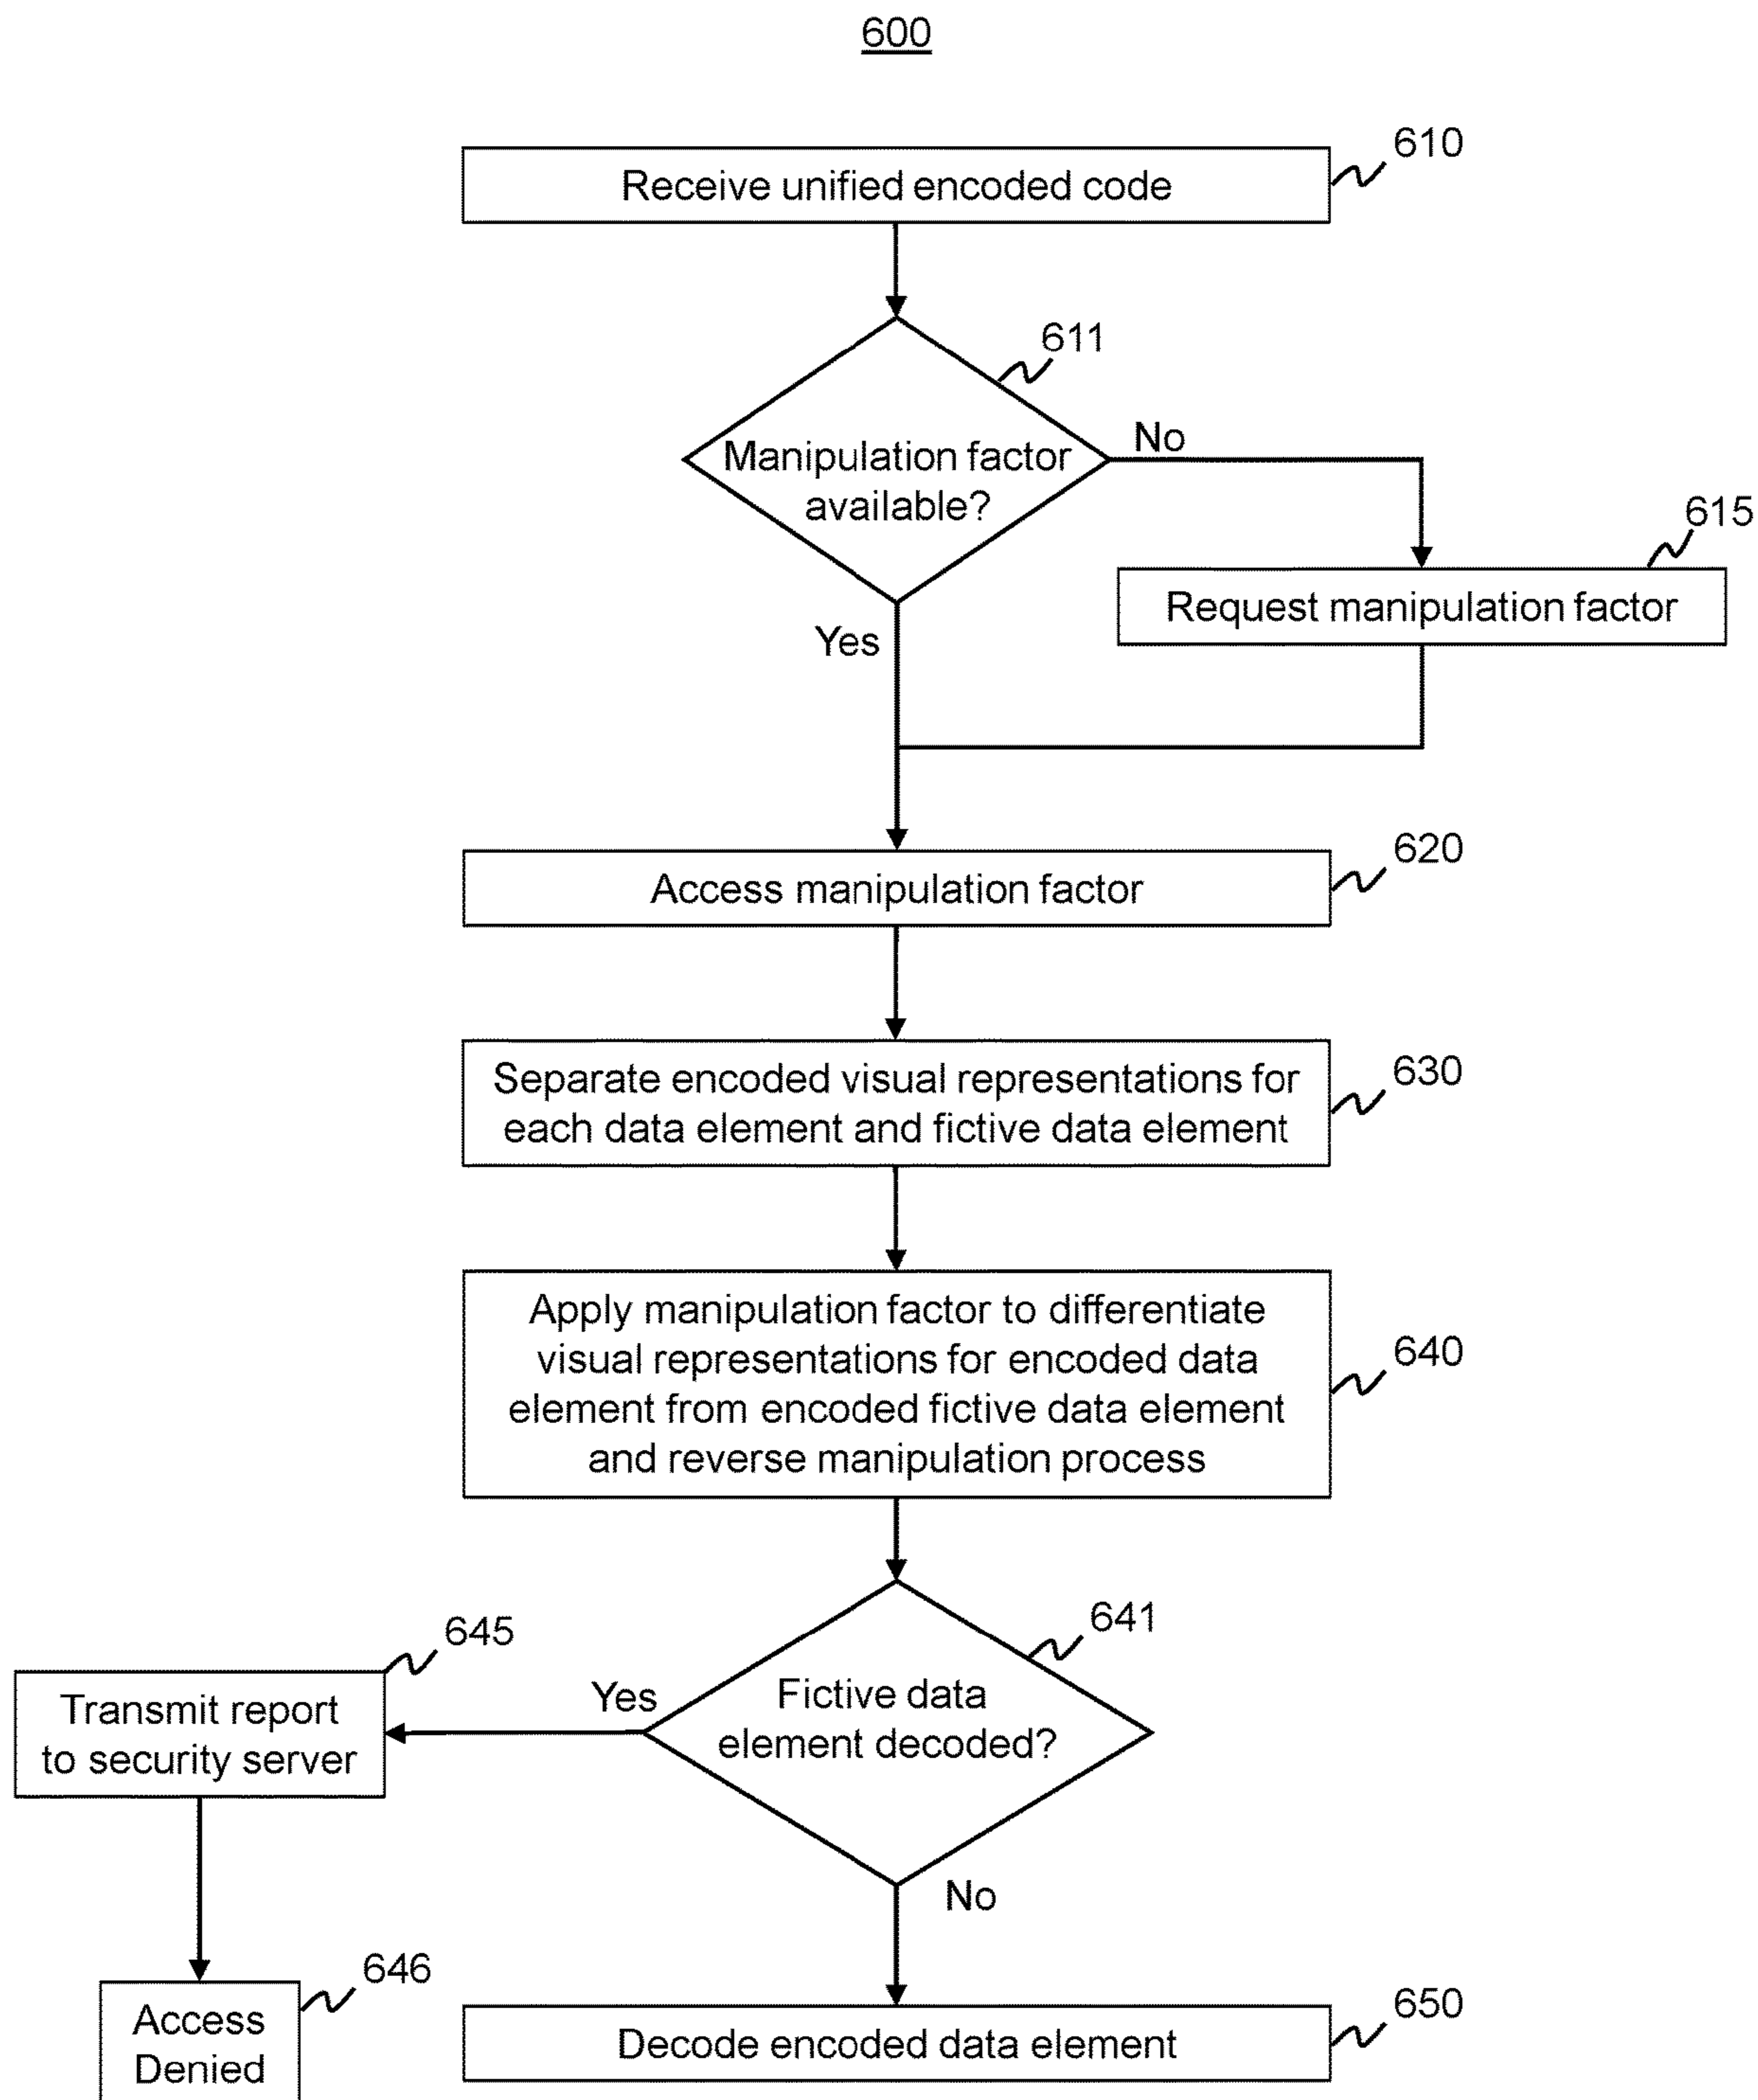 600
610
Receive unified encoded code
611
Manipulation factor
available?
No
615
Request manipulation factor
Yes
620
Access manipulation factor
630
Separate encoded visual representations for
each data element and fictive data element
640
Apply manipulation factor to differentiate
visual representations for encoded data
element from encoded fictive data element
and reverse manipulation process
641
Fictive data
element decoded?
Yes
645
Transmit report
to security server
No
646
Access
Denied
650
Decode encoded data element